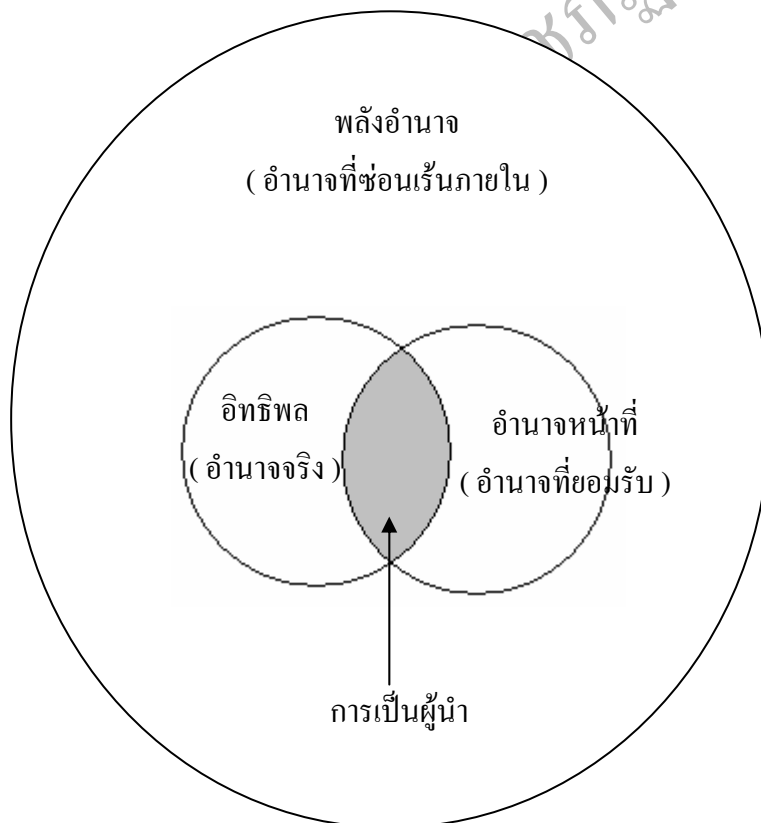 พลังอำนาจ
( อำนาจที่ซ่อนเร้นภายใน )
อิทธิพล
( อำนาจจริง )
อำนาจหน้าที่
( อำนาจที่ยอมรับ )
การเป็นผู้นำ